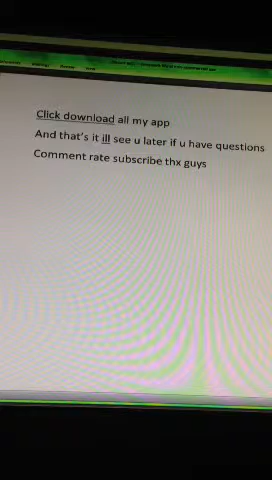 Click download all my app
And that's it ill see u later if u have questions
Comment rate subscribe thx guys